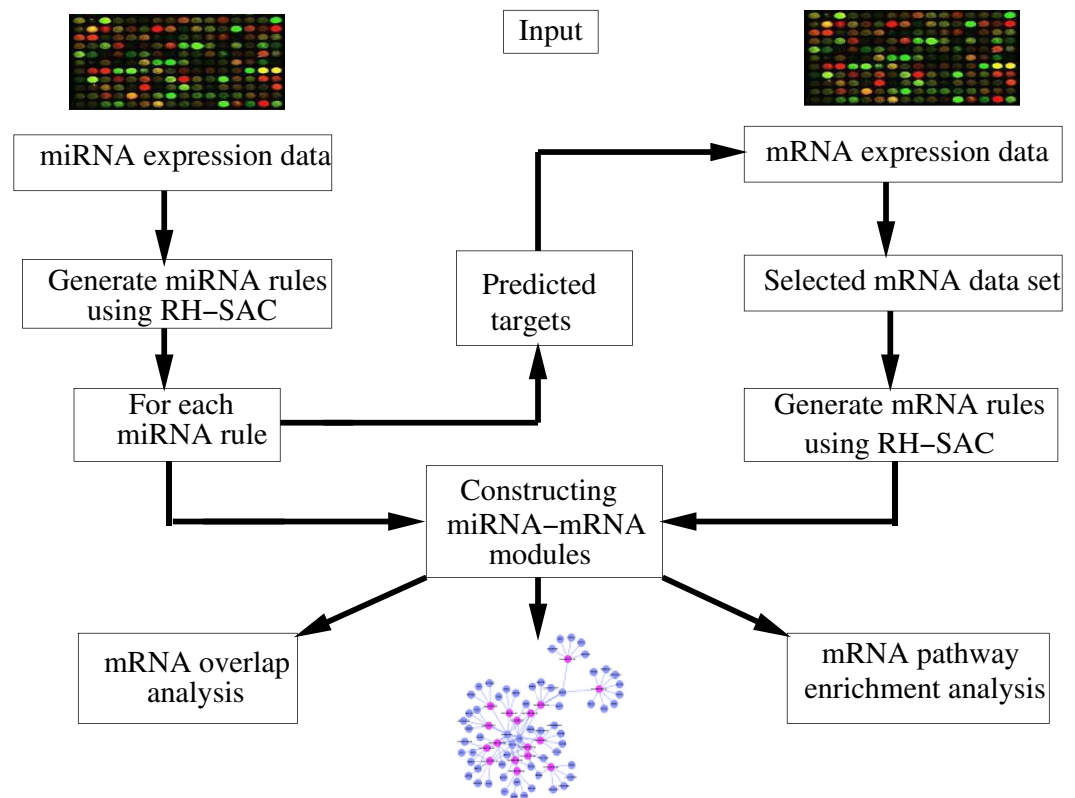 Input
miRNA expression data
mRNA expression data
Generate miRNA rules
using RH−SAC
Predicted
targets
Selected mRNA data set
For each
miRNA rule
Generate mRNA rules
using RH−SAC
Constructing
miRNA−mRNA
modules
mRNA overlap
analysis
mRNA pathway
enrichment analysis